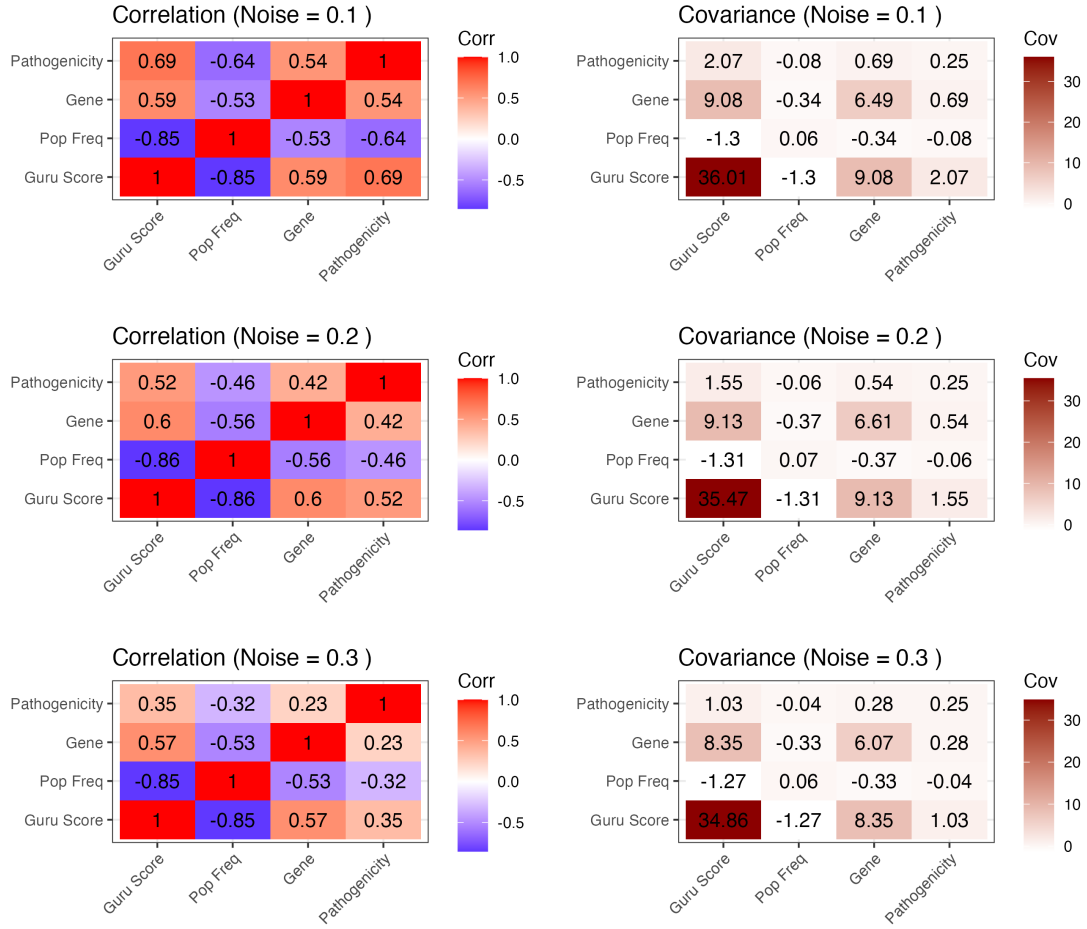 Correlation (Noise = 0.1 )
Corr
Pathogenicity 0.69 -0.64 0.54 1
Gene 0.59 -0.53 1 0.54
Pop Freq -0.85 1 -0.53 -0.64
Guru Score 1 -0.85 0.59 0.69
1.0
0.5
0.0
-0.5
Guru Score Pop Freq Gene Pathogenicity
Covariance (Noise = 0.1 )
Cov
Pathogenicity 2.07 -0.08 0.69 0.25
Gene 9.08 -0.34 6.49 0.69
Pop Freq -1.3 0.06 -0.34 -0.08
Guru Score 36.01 -1.3 9.08 2.07
30
20
10
0
Guru Score Pop Freq Gene Pathogenicity
Correlation (Noise = 0.2 )
Corr
Pathogenicity 0.52 -0.46 0.42 1
Gene 0.6 -0.56 1 0.42
Pop Freq -0.86 1 -0.56 -0.46
Guru Score 1 -0.86 0.6 0.52
1.0
0.5
0.0
-0.5
Guru Score Pop Freq Gene Pathogenicity
Covariance (Noise = 0.2 )
Cov
Pathogenicity 1.55 -0.06 0.54 0.25
Gene 9.13 -0.37 6.61 0.54
Pop Freq -1.31 0.07 -0.37 -0.06
Guru Score 35.47 -1.31 9.13 1.55
30
20
10
0
Guru Score Pop Freq Gene Pathogenicity
Correlation (Noise = 0.3 )
Corr
Pathogenicity 0.35 -0.32 0.23 1
Gene 0.57 -0.53 1 0.23
Pop Freq -0.85 1 -0.53 -0.32
Guru Score 1 -0.85 0.57 0.35
1.0
0.5
0.0
-0.5
Guru Score Pop Freq Gene Pathogenicity
Covariance (Noise = 0.3 )
Cov
Pathogenicity 1.03 -0.04 0.28 0.25
Gene 8.35 -0.33 6.07 0.28
Pop Freq -1.27 0.06 -0.33 -0.04
Guru Score 34.86 -1.27 8.35 1.03
30
20
10
0
Guru Score Pop Freq Gene Pathogenicity